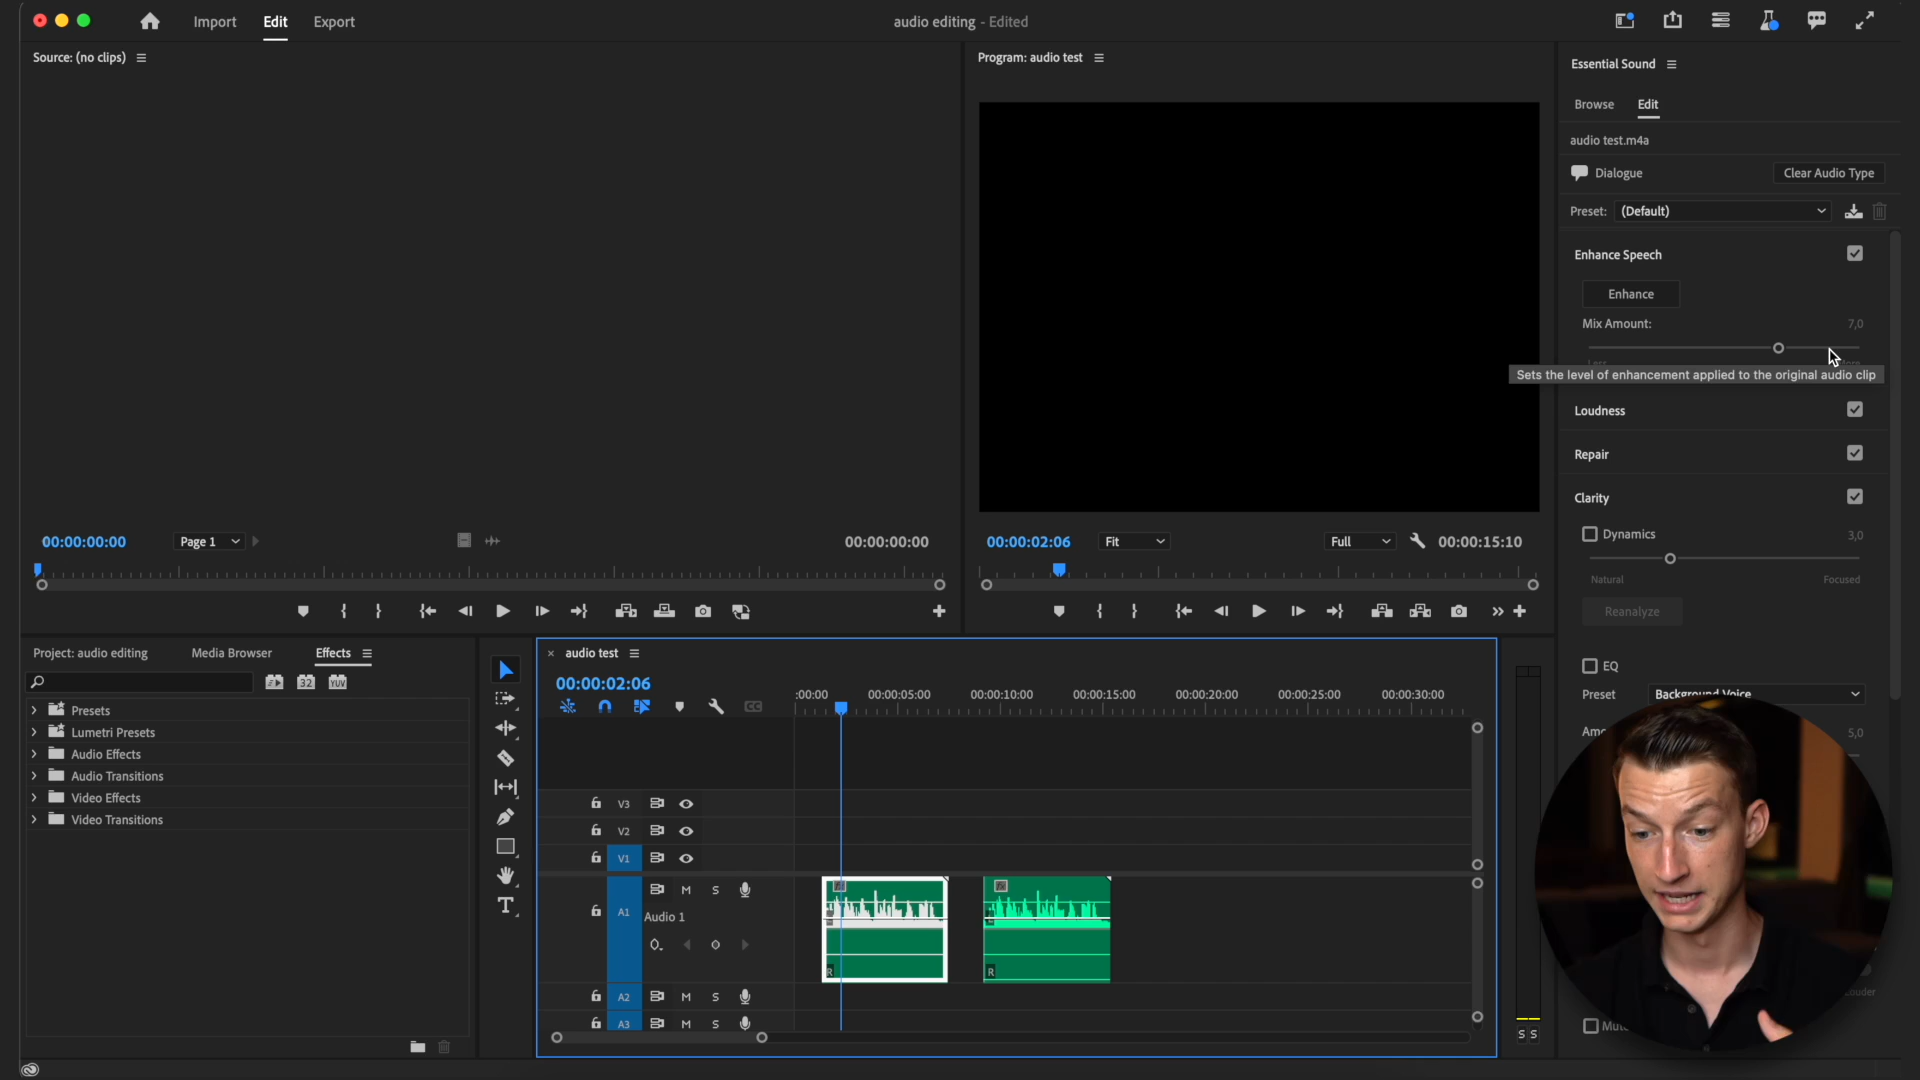 Import
Edit
Export
audio editing - Edited
Source: (no clips)
Program: audio test
Essential Sound
Browse
Edit
audio test.m4a
Dialogue
Clear Audio Type
Preset:
(Default)
Enhance Speech
Enhance
Mix Amount:
7,0
Sets the level of enhancement applied to the original audio clip
Loudness
Repair
Clarity
Dynamics
3,0
Natural
Focused
Reanalyze
EQ
Preset
Background Voice
5,0
00:00:00:00
Page 1
00:00:00:00
00:00:02:06
Fit
Full
00:00:15:10
Project: audio editing
Media Browser
Effects
32
YUV
Presets
Lumetri Presets
Audio Effects
Audio Transitions
Video Effects
Video Transitions
× audio test
00:00:02:06
:00:00
00:00:05:00
00:00:10:00
00:00:15:00
00:00:20:00
00:00:25:00
00:00:30:00
CC
V3
V2
V1
A1
M
S
Audio 1
R
R
A2
M
S
A3
M
S
S S